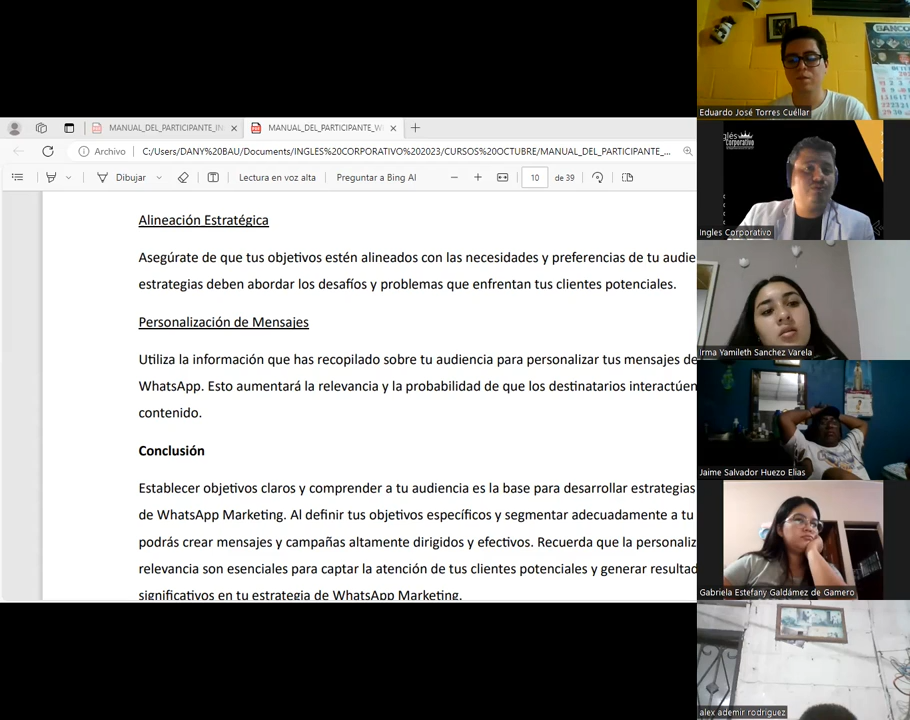 MANUAL_DEL_PARTICIPANTE_IN
MANUAL_DEL_PARTICIPANTE_W
Archivo
C:/Users/DANY%20BAU/Documents/INGLES%20CORPORATIVO%202023/CURSOS%20OCTUBRE/MANUAL_DEL_PARTICIPANTE_...
Dibujar
Lectura en voz alta
Preguntar a Bing AI
10
de 39
Alineación Estratégica
Asegúrate de que tus objetivos estén alineados con las necesidades y preferencias de tu audie
estrategias deben abordar los desafíos y problemas que enfrentan tus clientes potenciales.
Personalización de Mensajes
Utiliza la información que has recopilado sobre tu audiencia para personalizar tus mensajes de
WhatsApp. Esto aumentará la relevancia y la probabilidad de que los destinatarios interactúen
contenido.
Conclusión
Establecer objetivos claros y comprender a tu audiencia es la base para desarrollar estrategias
de WhatsApp Marketing. Al definir tus objetivos específicos y segmentar adecuadamente a tu
podrás crear mensajes y campañas altamente dirigidos y efectivos. Recuerda que la personaliz
relevancia son esenciales para captar la atención de tus clientes potenciales y generar resultad
significativos en tu estrategia de WhatsApp Marketing.
BANCO
Eduardo José Torres Cuéllar
Ingles Corporativo
Irma Yamileth Sanchez Varela
Jaime Salvador Huezo Elias
Gabriela Estefany Galdámez de Gamero
alex ademir rodriguez